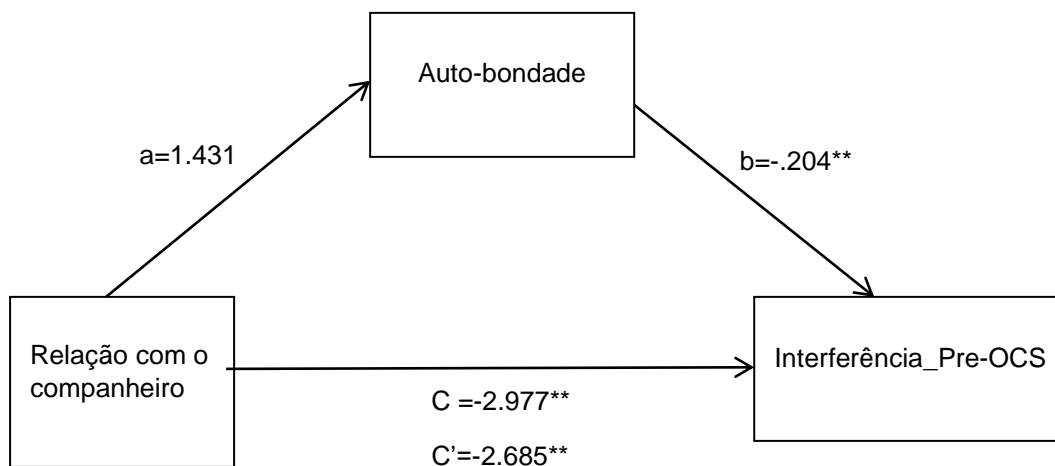 Auto-bondade
a=1.431
b=-.204**
Relação com o
companheiro
Interferência_Pre-OCS
C =-2.977**
C’=-2.685**